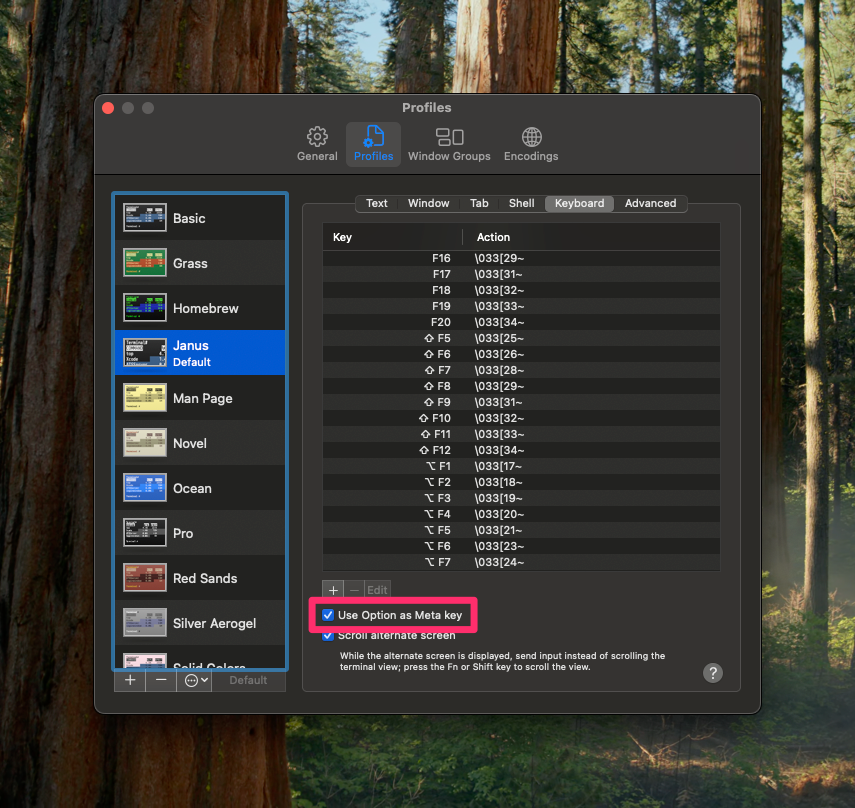 Profiles
General
Profiles
Window Groups
Encodings
Basic
Grass
Homebrew
Janus
Default
Man Page
Novel
Ocean
Pro
Red Sands
Silver Aerogel
Solid Colors
Default
Text
Window
Tab
Shell
Keyboard
Advanced
Key Action
F16 \033[29~
F17 \033[31~
F18 \033[32~
F19 \033[33~
F20 \033[34~
⇧ F5 \033[25~
⇧ F6 \033[26~
⇧ F7 \033[28~
⇧ F8 \033[29~
⇧ F9 \033[31~
⇧ F10 \033[32~
⇧ F11 \033[33~
⇧ F12 \033[34~
⌥ F1 \033[17~
⌥ F2 \033[18~
⌥ F3 \033[19~
⌥ F4 \033[20~
⌥ F5 \033[21~
⌥ F6 \033[23~
⌥ F7 \033[24~
+ − Edit
Use Option as Meta key
Scroll alternate screen
While the alternate screen is displayed, send input instead of scrolling the
terminal view; press the Fn or Shift key to scroll the view.
?